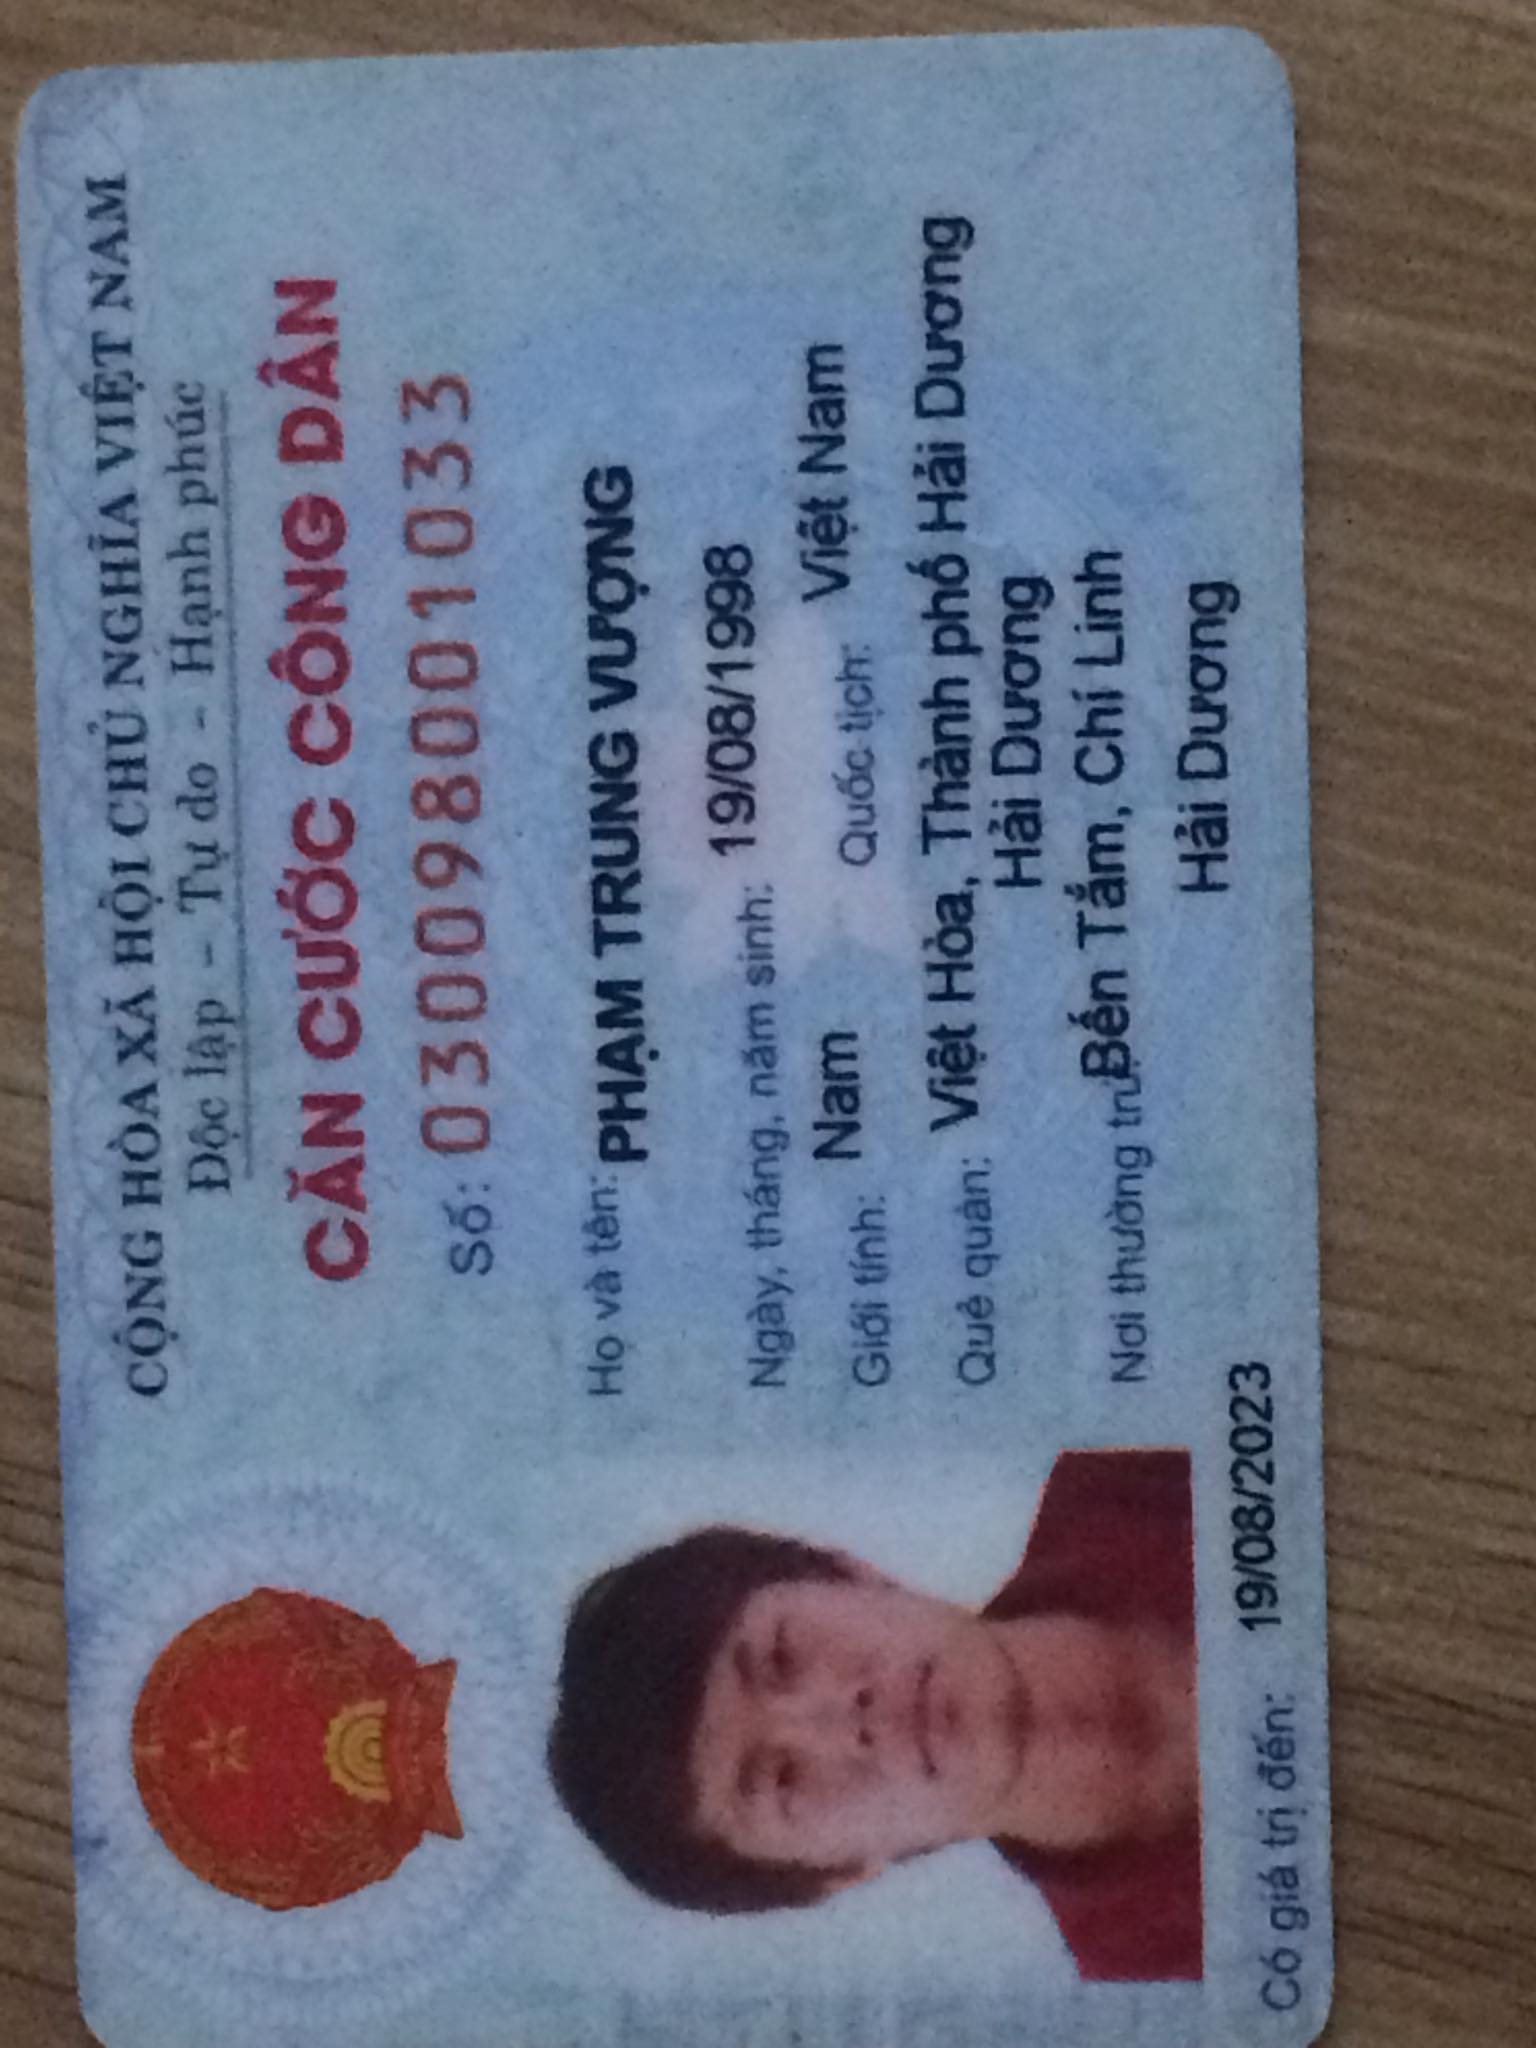 CỘNG HÒA XÃ HỘI CHỦ NGHĨA VIỆT NAM
Độc lập - Tự do - Hạnh phúc
CĂN CƯỚC CÔNG DÂN
Số: 030098001033
Họ và tên: PHẠM TRUNG VƯỢNG
Ngày, tháng, năm sinh: 19/08/1998
Giới tính: Nam Quốc tịch: Việt Nam
Quê quán: Việt Hòa, Thành phố Hải Dương
Hải Dương
Nơi thường trú: Bến Tắm, Chí Linh
Hải Dương
Có giá trị đến: 19/08/2023